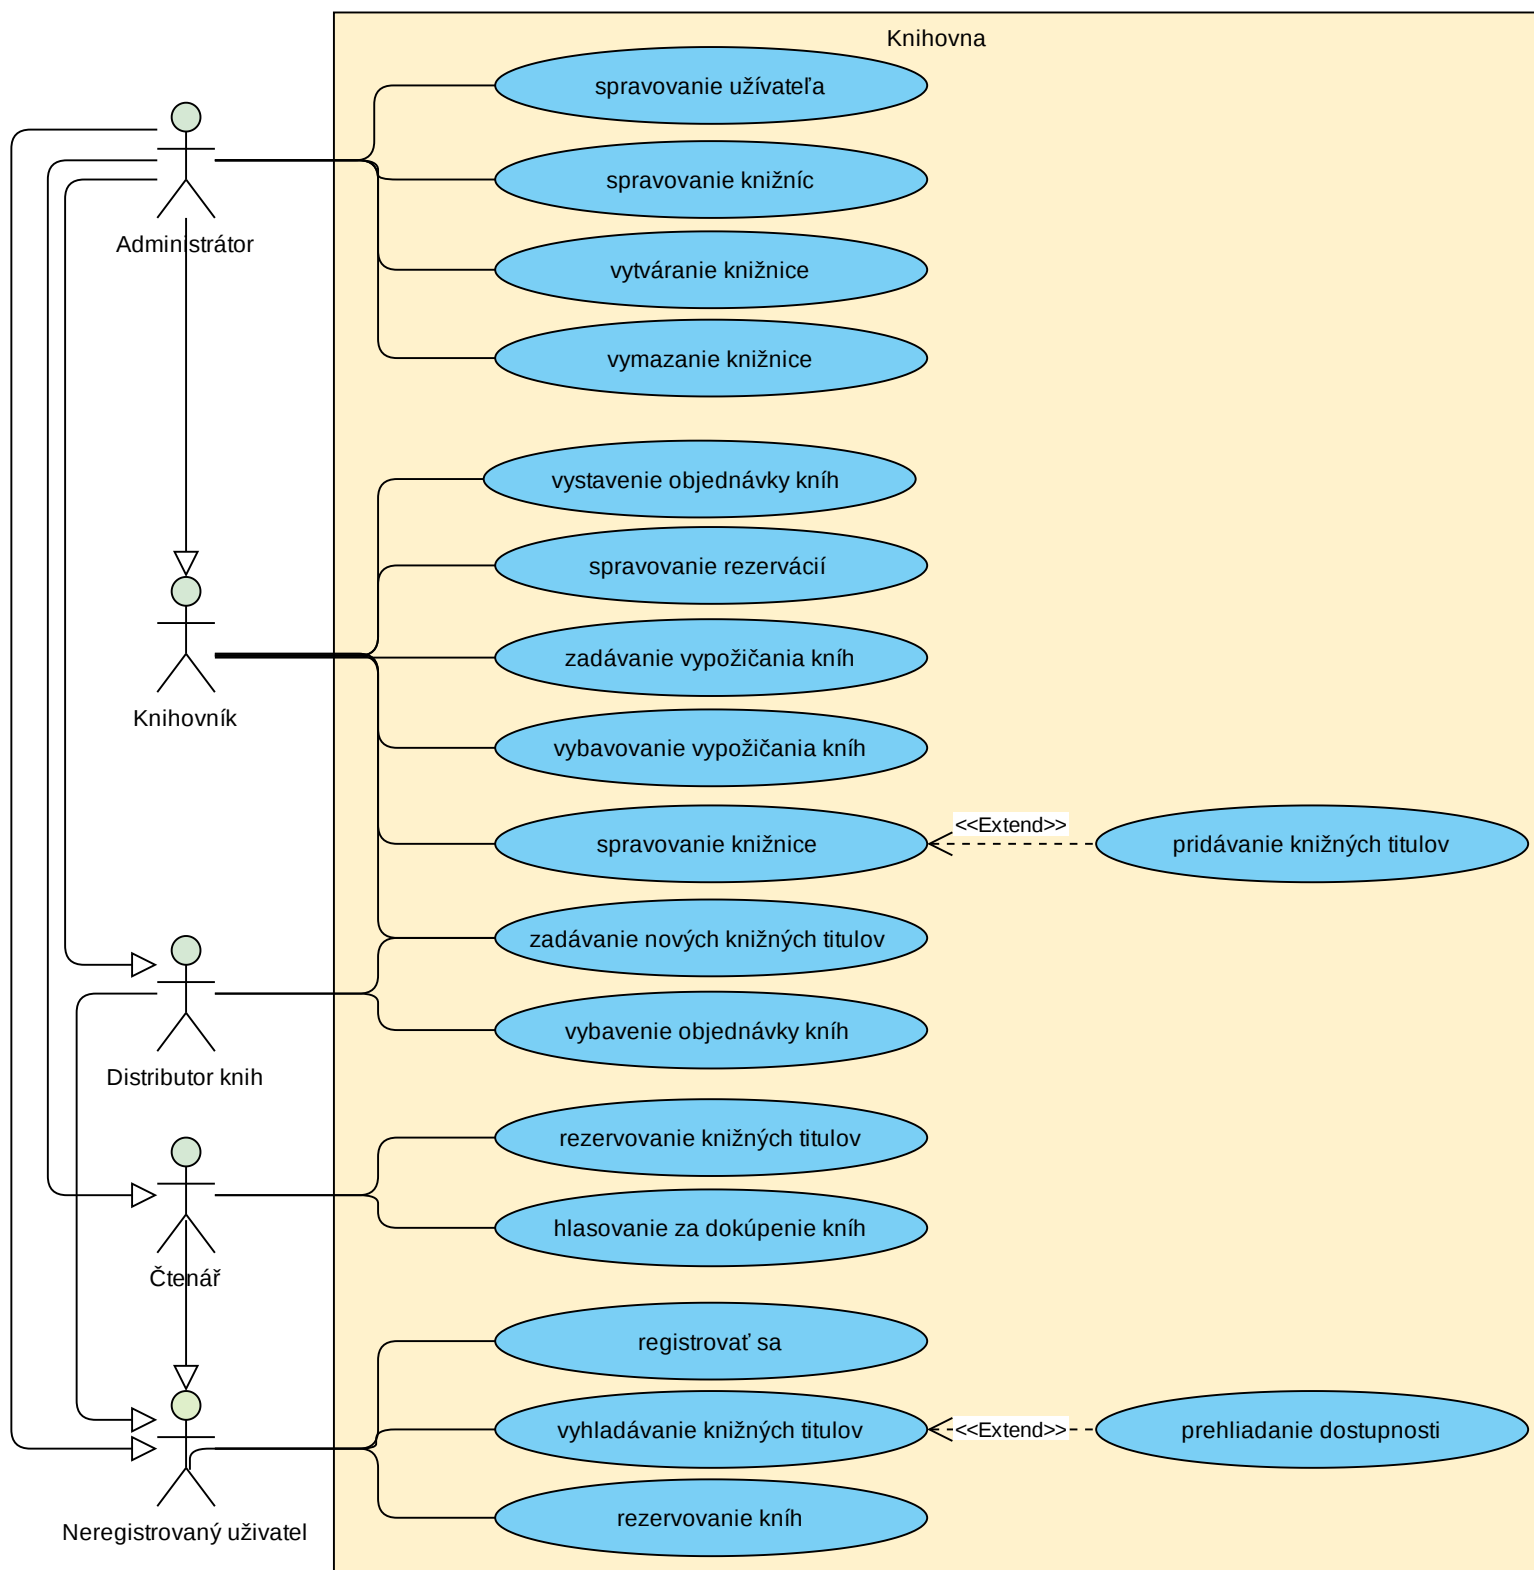 Knihovna
spravovanie užívateľa
spravovanie knižníc
Administrátor
vytváranie knižnice
vymazanie knižnice
vystavenie objednávky kníh
spravovanie rezervácií
zadávanie vypožičania kníh
Knihovník
vybavovanie vypožičania kníh
<<Extend>>
spravovanie knižnice
pridávanie knižných titulov
zadávanie nových knižných titulov
vybavenie objednávky kníh
Distributor knih
rezervovanie knižných titulov
hlasovanie za dokúpenie kníh
Čtenář
registrovať sa
vyhladávanie knižných titulov
<<Extend>>
prehliadanie dostupnosti
rezervovanie kníh
Neregistrovaný uživatel